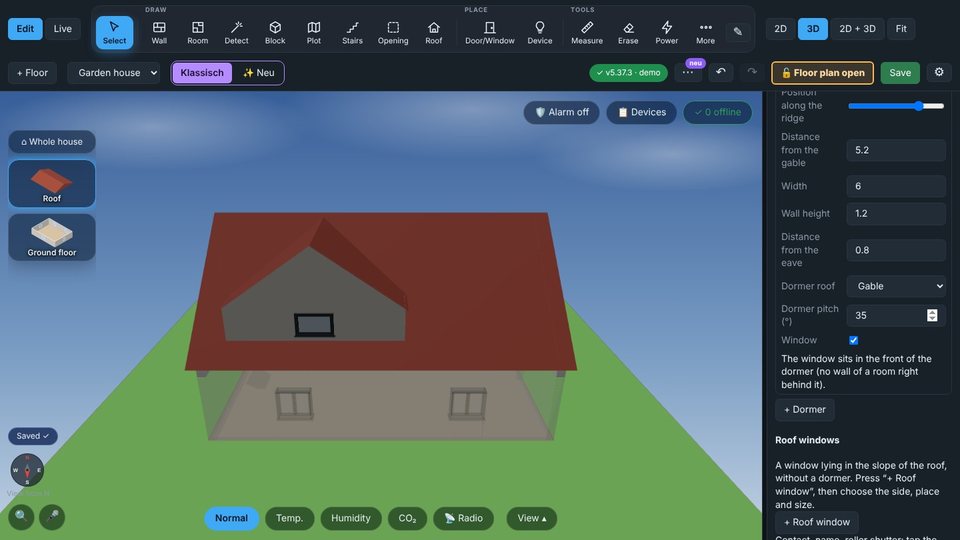 Edit
Live
DRAW
Select
Wall
Room
Detect
Block
Plot
Stairs
Opening
Roof
PLACE
Door/Window
Device
TOOLS
Measure
Erase
Power
More
2D
3D
2D + 3D
Fit
+ Floor
Garden house
Klassisch
✨ Neu
✓ v5.37.3 · demo
neu
Floor plan open
Save
Alarm off
Devices
✓ 0 offline
Whole house
Roof
Ground floor
Position
along the
ridge
Distance
from the
gable
5.2
Width
6
Wall height
1.2
Distance
from the
eave
0.8
Dormer roof
Gable
Dormer pitch
(°)
35
Window
The window sits in the front of the
dormer (no wall of a room right
behind it).
+ Dormer
Roof windows
A window lying in the slope of the roof,
without a dormer. Press “+ Roof
window”, then choose the side, place
and size.
+ Roof window
Contact, name, roller shutter: tap the
Saved ✓
N
W
E
S
Normal
Temp.
Humidity
CO₂
Radio
View ▴